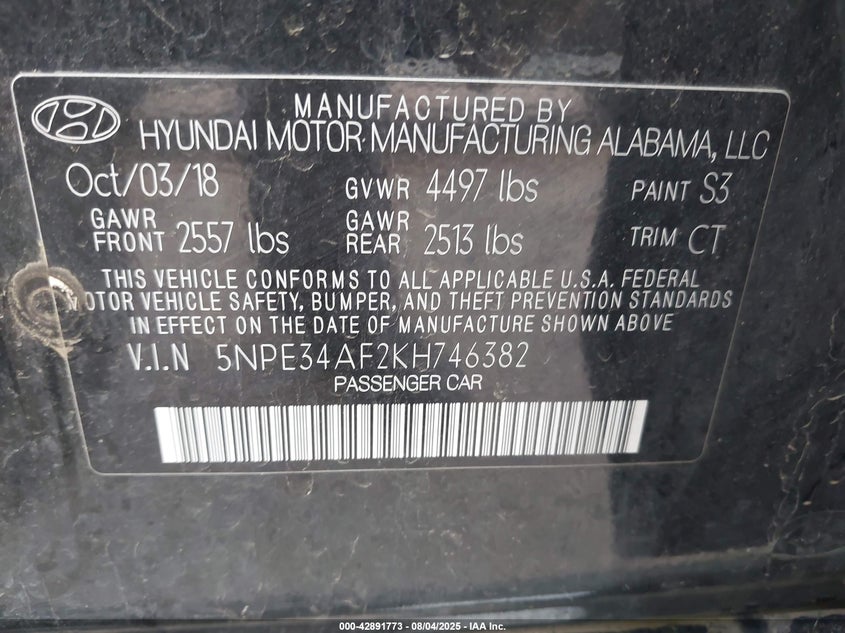 MANUFACTURED BY
HYUNDAI MOTOR MANUFACTURING ALABAMA, LLC
Oct/03/18 GVWR 4497 lbs PAINT S3
GAWR FRONT 2557 lbs GAWR REAR 2513 lbs TRIM CT
THIS VEHICLE CONFORMS TO ALL APPLICABLE U.S.A. FEDERAL
OTOR VEHICLE SAFETY, BUMPER, AND THEFT PREVENTION STANDARDS
IN EFFECT ON THE DATE OF MANUFACTURE SHOWN ABOVE
V.I.N 5NPE34AF2KH746382
PASSENGER CAR
000-42891773 - 08/04/2025 - IAA Inc.